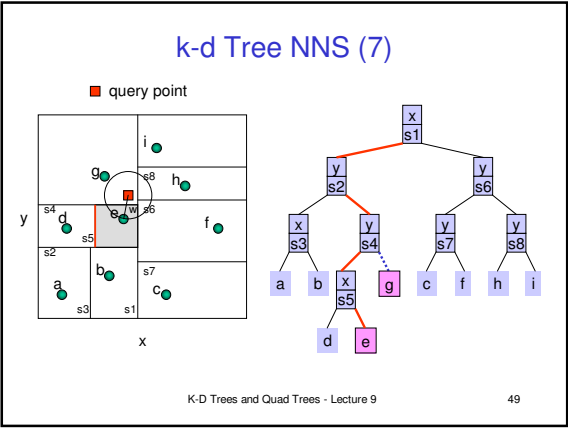 k-d Tree NNS (7)
query point
i
g
s8
h
s4
d
e
w
s6
f
y
s5
s2
a
b
s7
c
s3
s1
x
x
s1
y
s2
y
s6
x
s3
y
s4
y
s7
y
s8
a
b
x
s5
g
c
f
h
i
d
e
K-D Trees and Quad Trees - Lecture 9
49